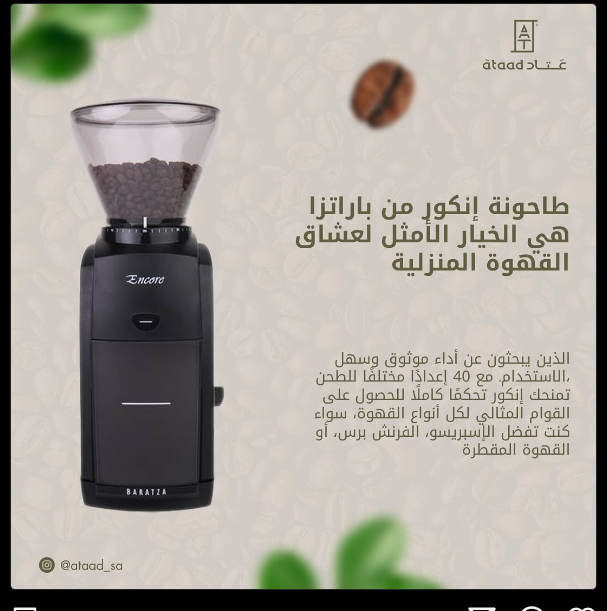 ataad عتاد
طاحونة إنكور من باراتزا
هي الخيار الأمثل لعشاق
القهوة المنزلية
Encore
الذين يبحثون عن أداء موثوق وسهل
،الاستخدام. مع 40 إعدادًا مختلفًا للطحن
تمنحك إنكور تحكمًا كاملًا للحصول على
القوام المثالي لكل أنواع القهوة، سواء
كنت تفضل الإسبريسو، الفرنش برس، أو
القهوة المقطرة
BARATZA
@ataad_sa